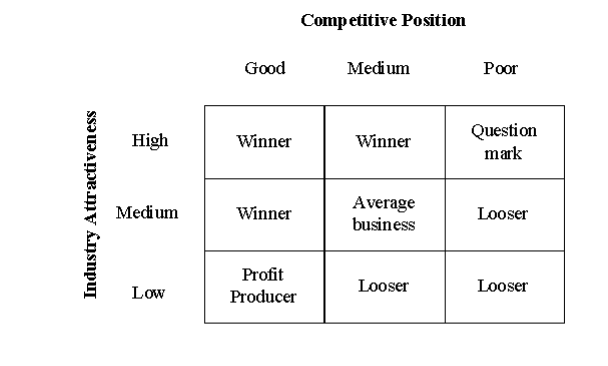 Competitive Position
Good Medium Poor
Industry Attractiveness
High Winner Winner Question
mark
Medium Winner Average
business Looser
Low Profit
Producer Looser Looser